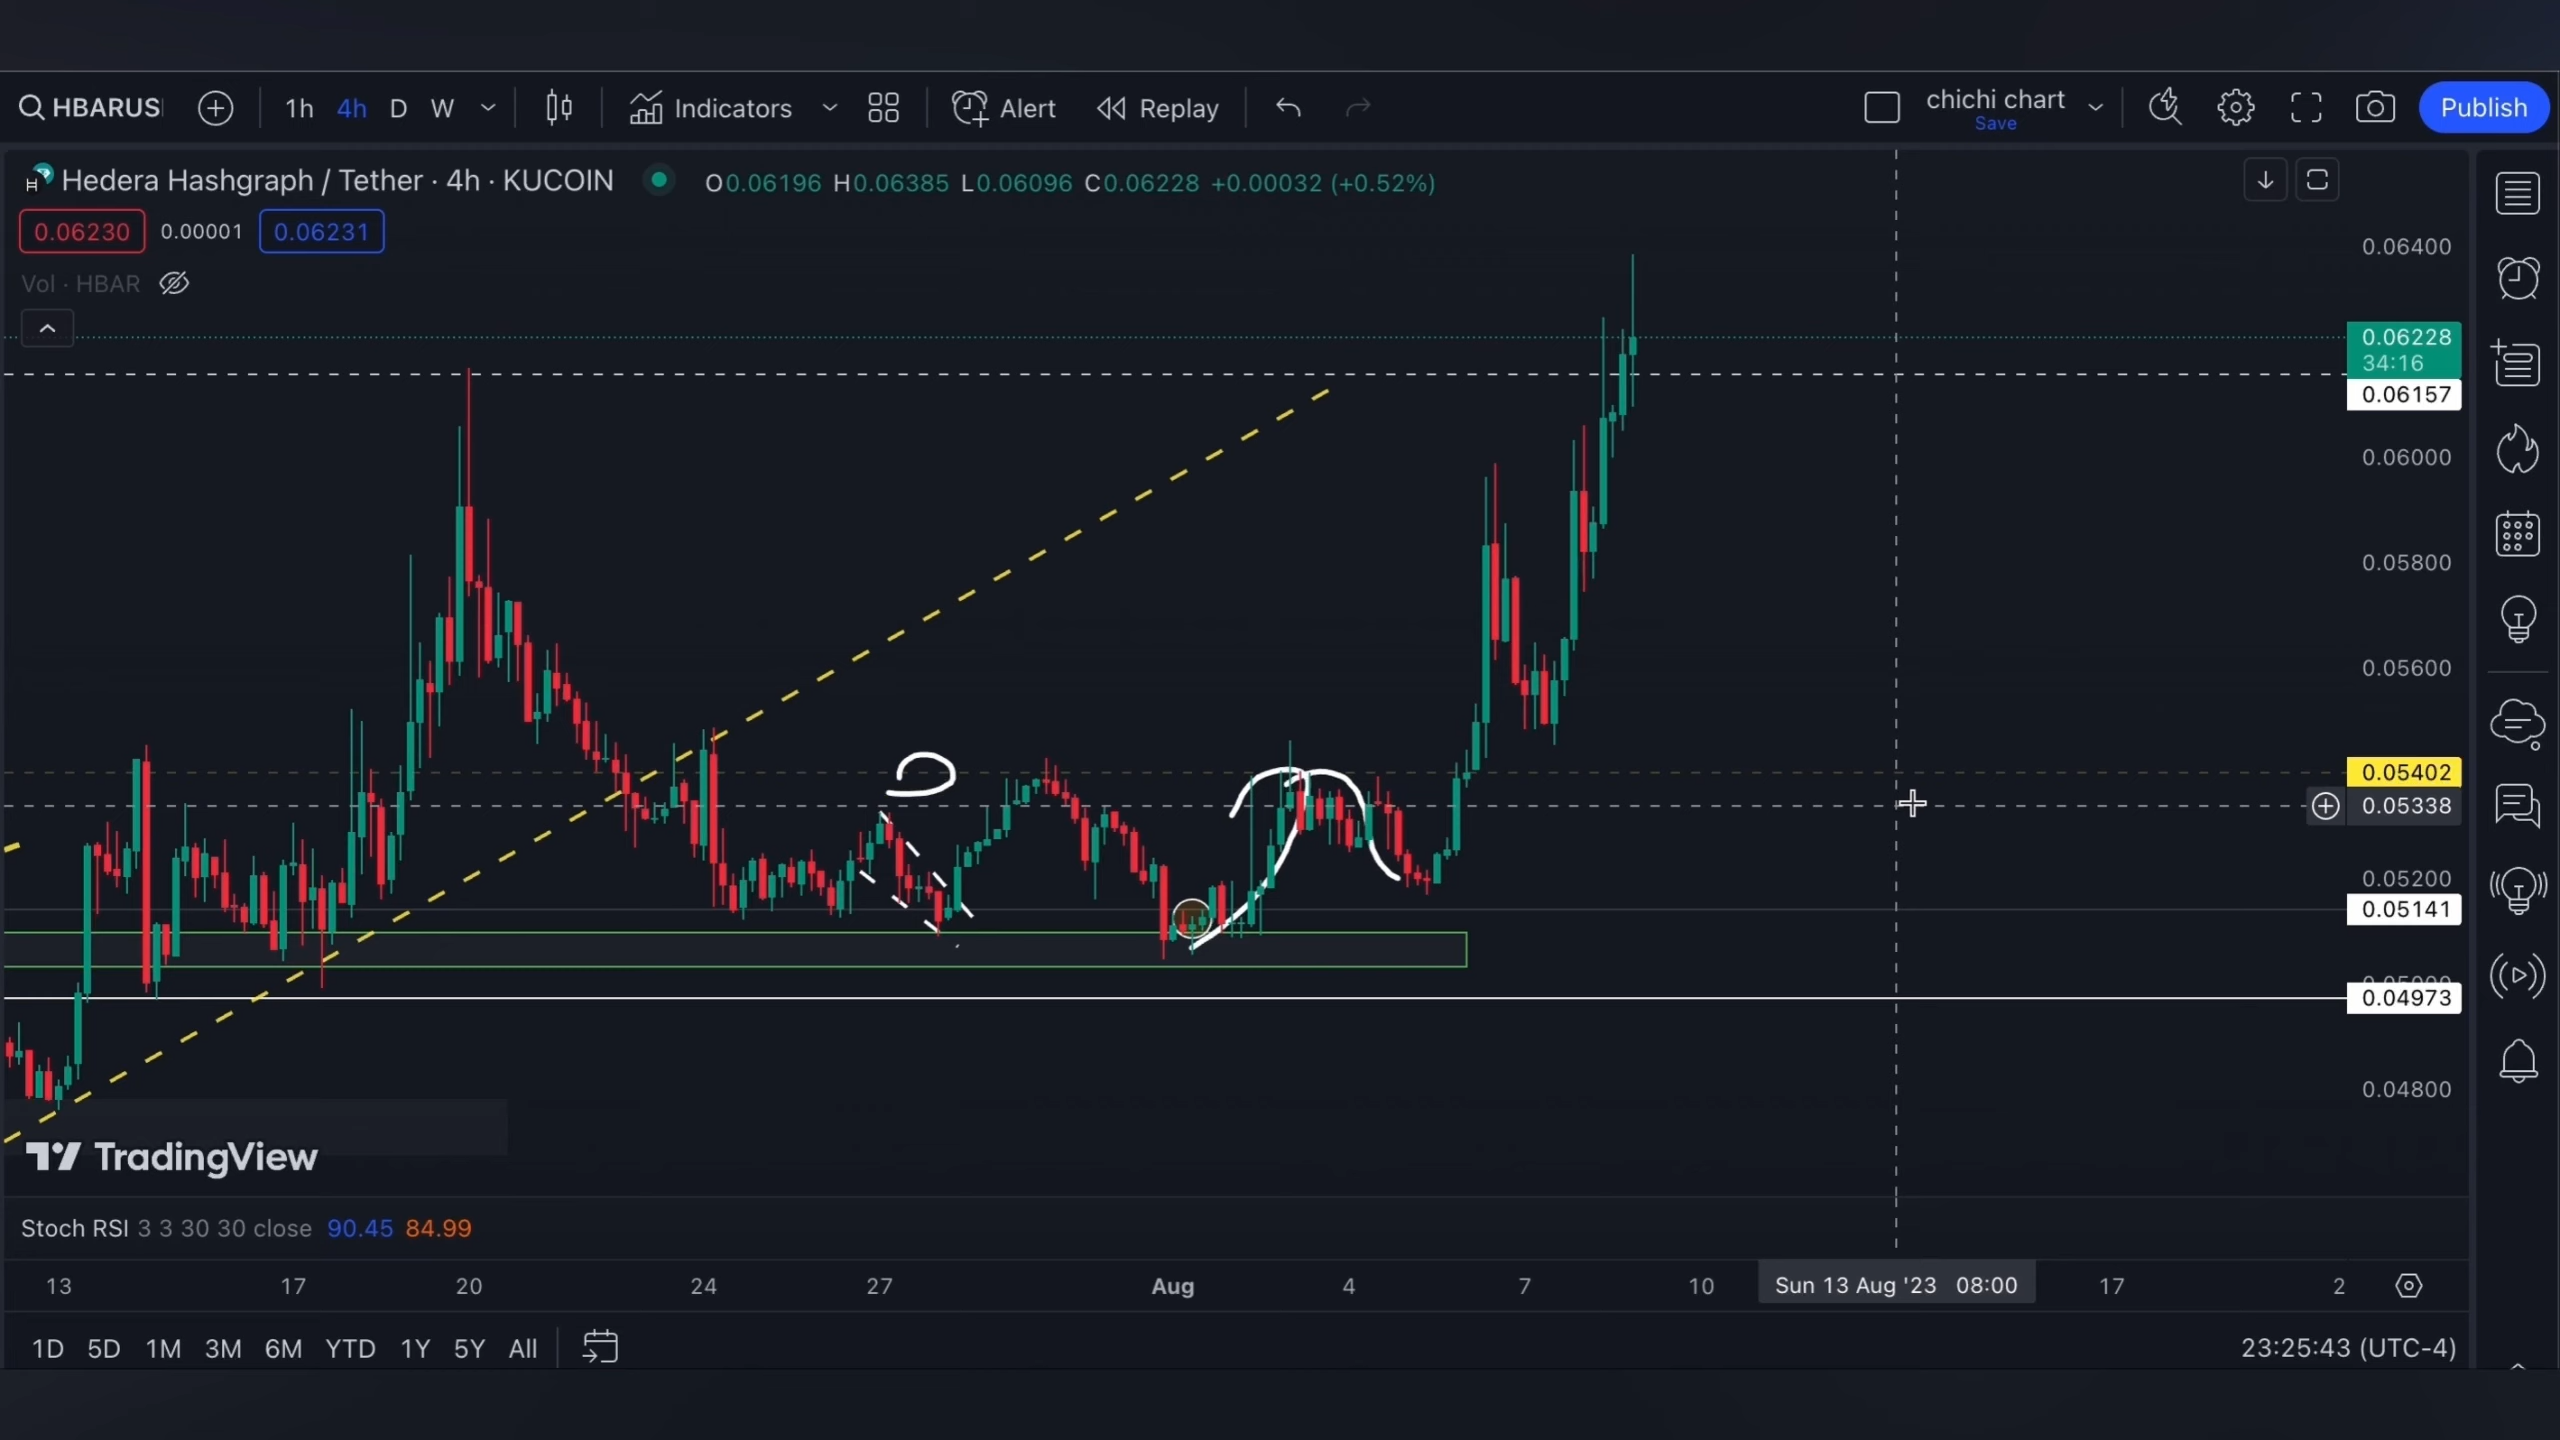 HBARUS
1h 4h D W Indicators Alert Replay chichi chart Save Publish
Hedera Hashgraph / Tether · 4h · KUCOIN O0.06196 H0.06385 L0.06096 C0.06228 +0.00032 (+0.52%)
0.06230 0.00001 0.06231
Vol · HBAR
0.06400
0.06228
34:16
0.06157
0.06000
0.05800
0.05600
0.05402
0.05338
0.05200
0.05141
0.04973
0.04800
TradingView
Stoch RSI 3 3 30 30 close 90.45 84.99
13 17 20 24 27 Aug 4 7 10 Sun 13 Aug '23 08:00 17 2
1D 5D 1M 3M 6M YTD 1Y 5Y All 23:25:43 (UTC-4)